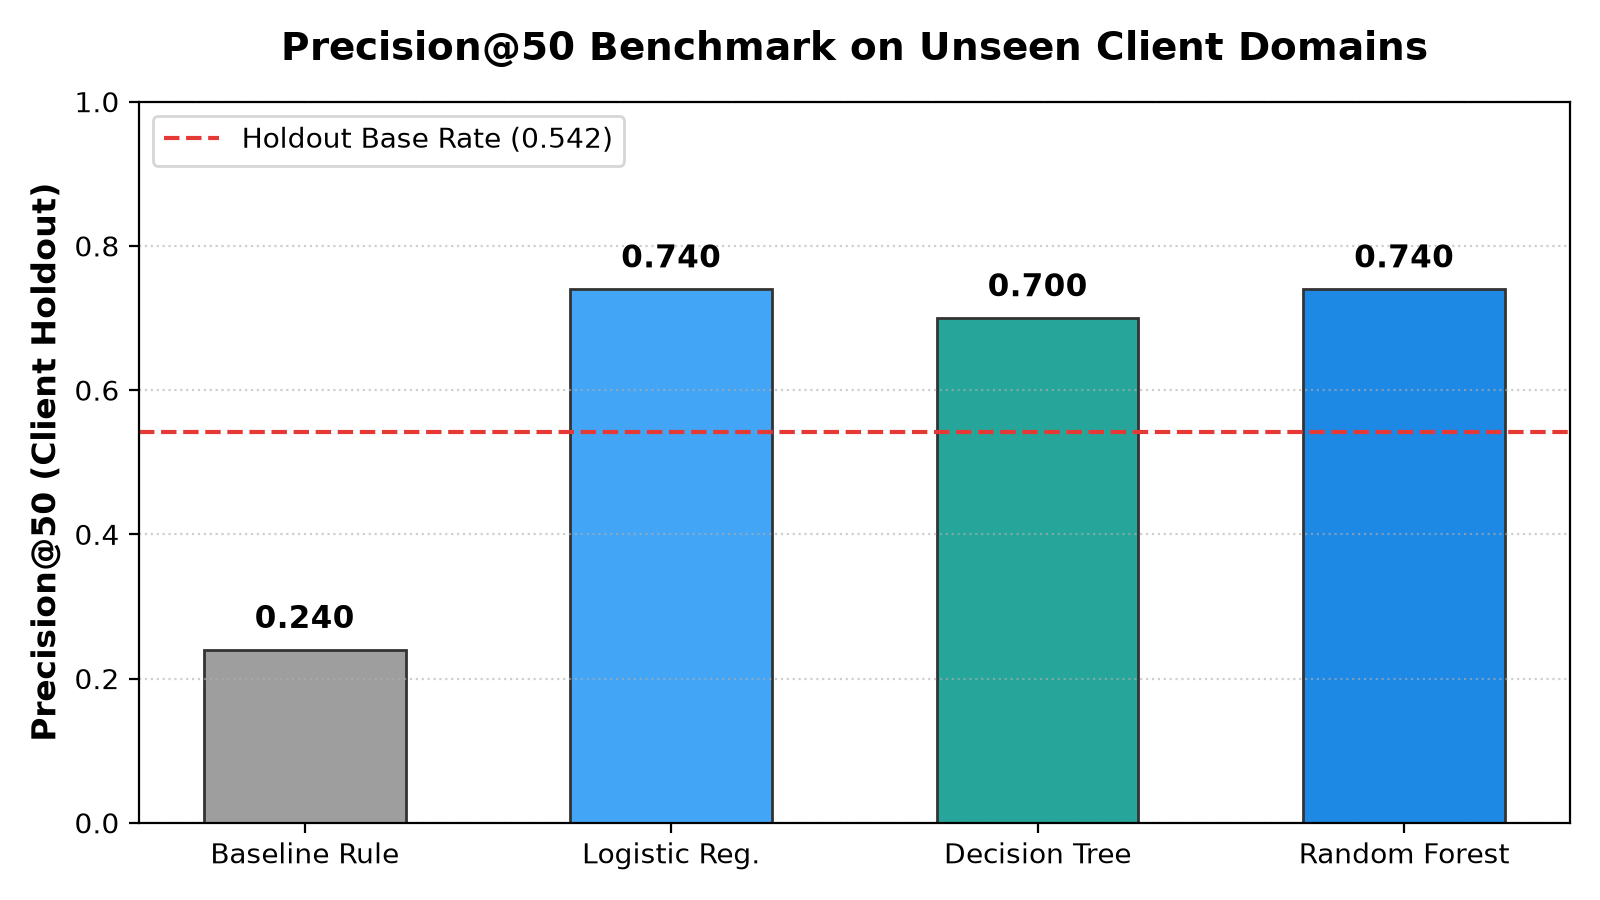 Precision@50 Benchmark on Unseen Client Domains
Precision@50 (Client Holdout)
1.0
0.8
0.6
0.4
0.2
0.0
Holdout Base Rate (0.542)
0.240
0.740
0.700
0.740
Baseline Rule
Logistic Reg.
Decision Tree
Random Forest